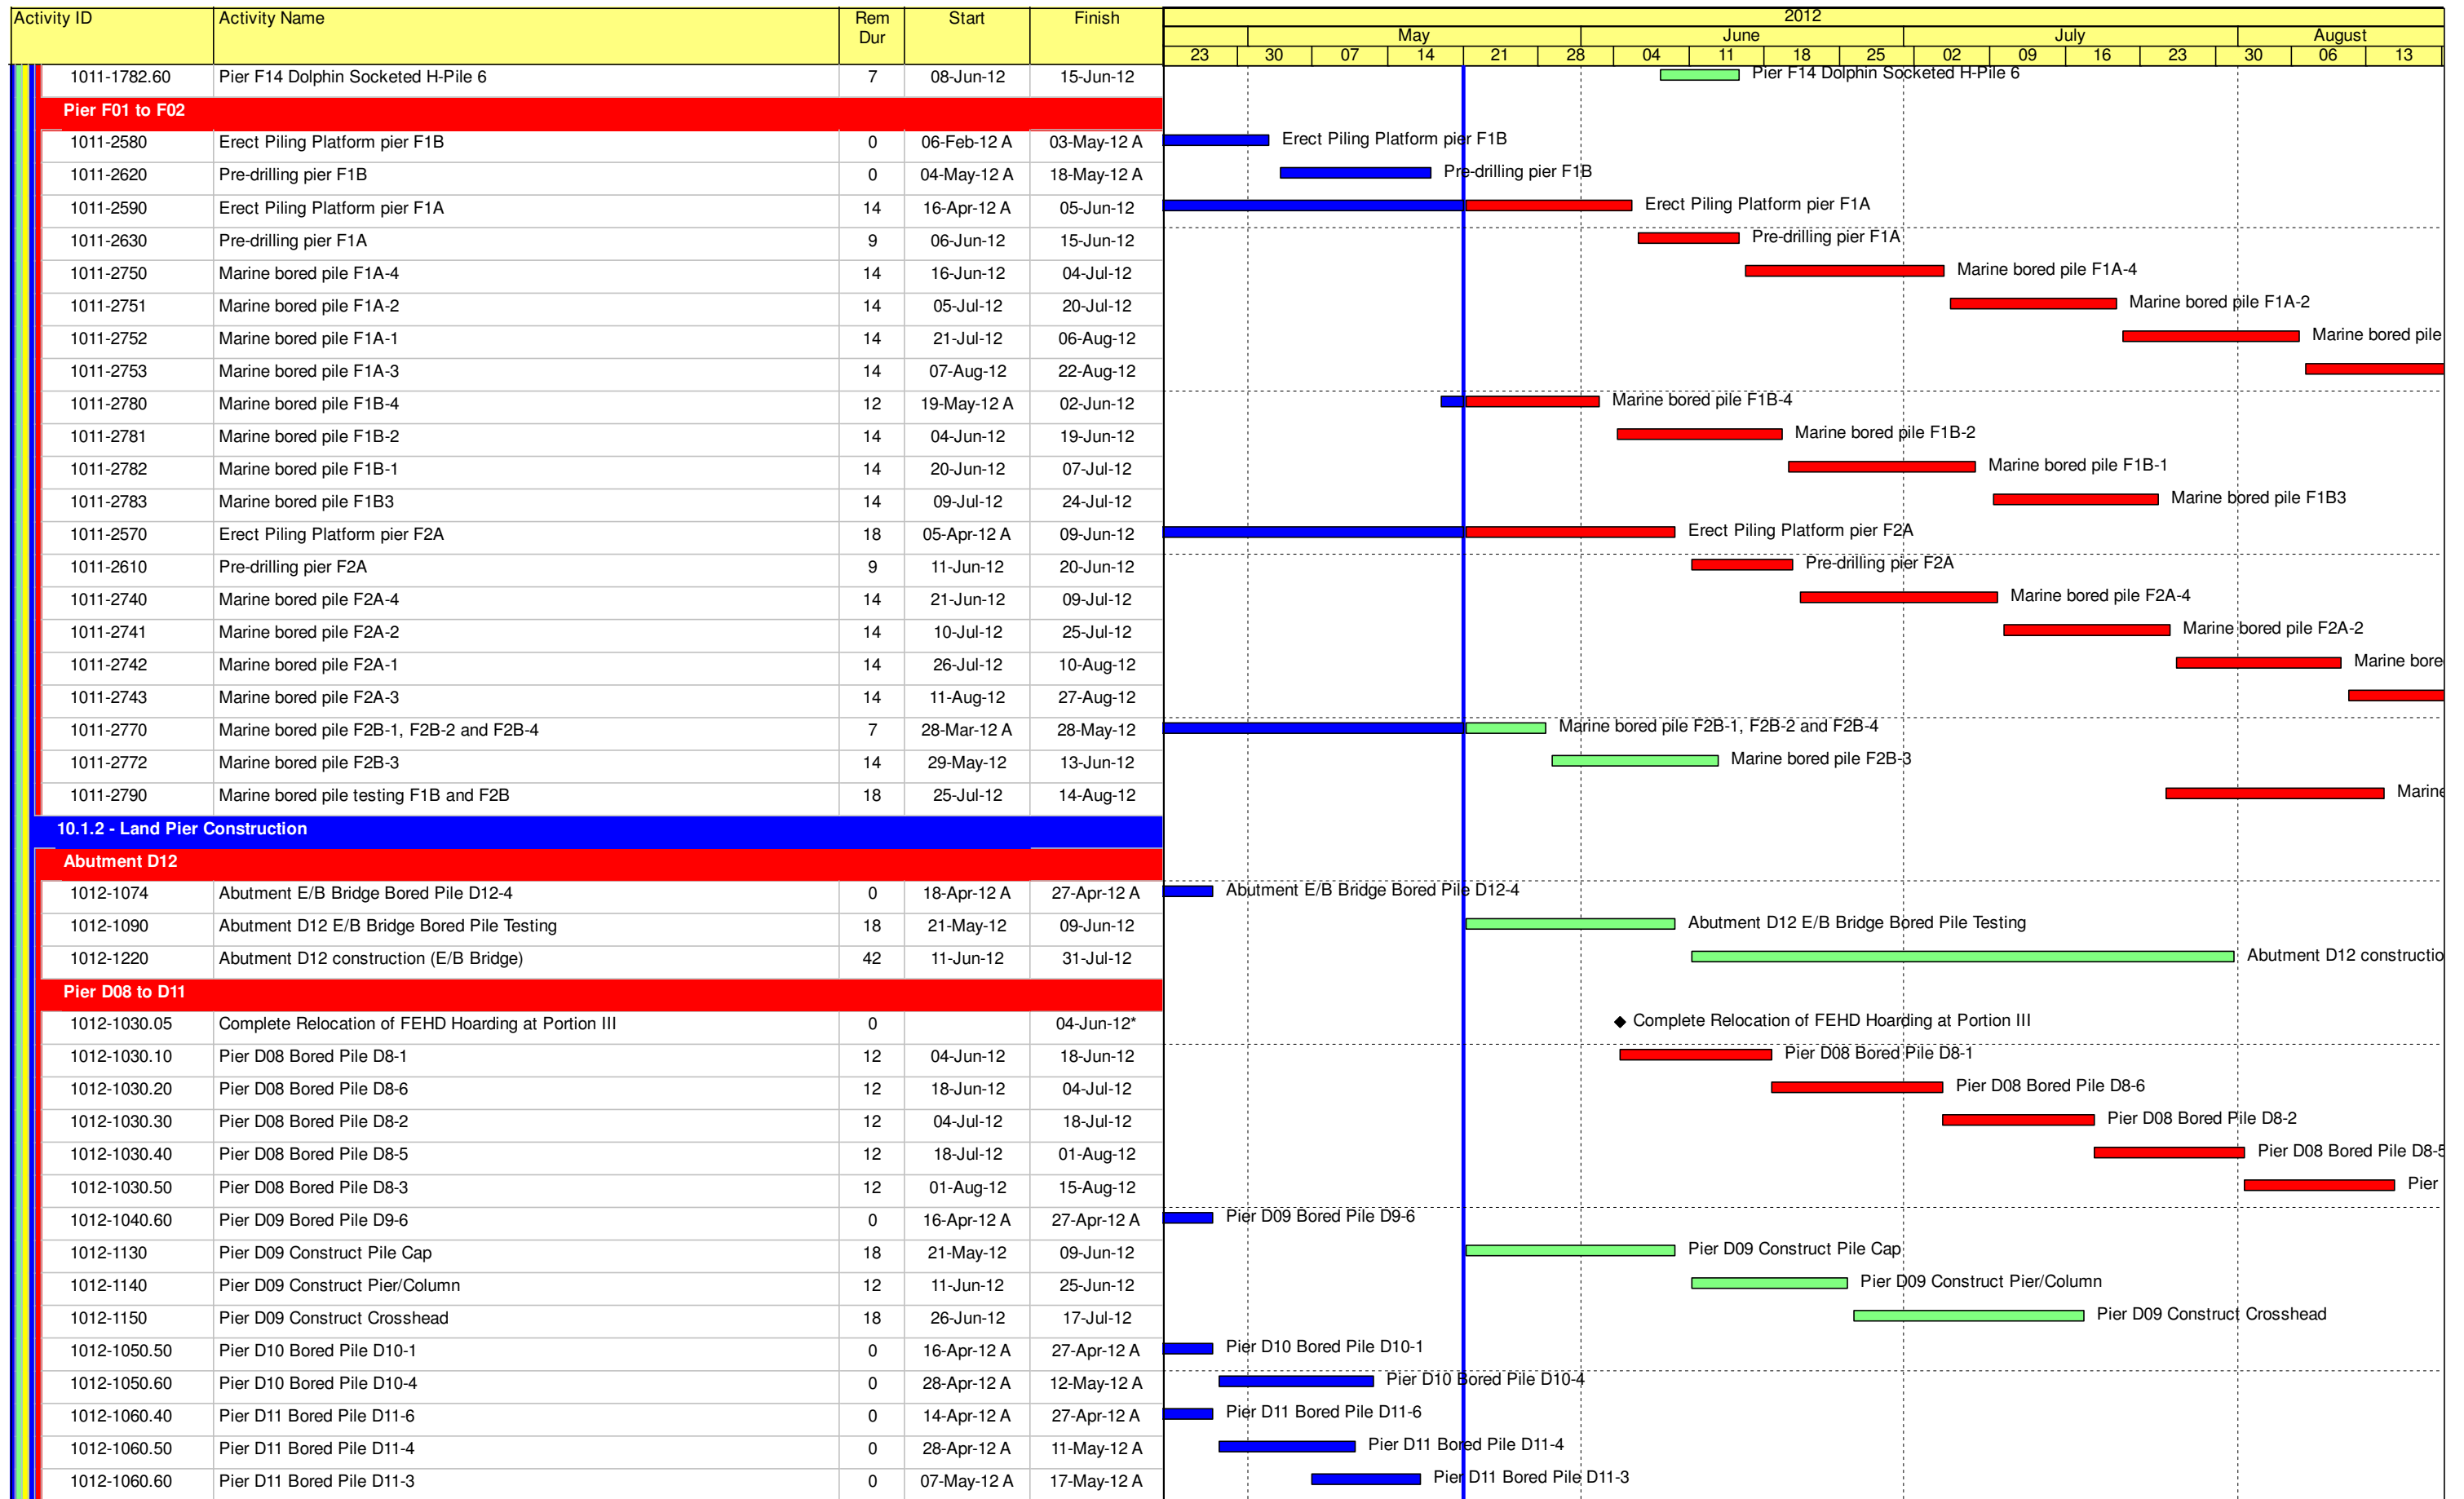 Activity ID Activity Name Rem Start Finish 2012
Dur May June July August
23 30 07 14 21 28 04 11 18 25 02 09 16 23 30 06 13
1011-1782.60 Pier F14 Dolphin Socketed H-Pile 6 7 08-Jun-12 15-Jun-12 Pier F14 Dolphin Socketed H-Pile 6
Pier F01 to F02
1011-2580 Erect Piling Platform pier F1B 0 06-Feb-12 A 03-May-12 A Erect Piling Platform pier F1B
1011-2620 Pre-drilling pier F1B 0 04-May-12 A 18-May-12 A Pre-drilling pier F1B
1011-2590 Erect Piling Platform pier F1A 14 16-Apr-12 A 05-Jun-12 Erect Piling Platform pier F1A
1011-2630 Pre-drilling pier F1A 9 06-Jun-12 15-Jun-12 Pre-drilling pier F1A
1011-2750 Marine bored pile F1A-4 14 16-Jun-12 04-Jul-12 Marine bored pile F1A-4
1011-2751 Marine bored pile F1A-2 14 05-Jul-12 20-Jul-12 Marine bored pile F1A-2
1011-2752 Marine bored pile F1A-1 14 21-Jul-12 06-Aug-12 Marine bored pile
1011-2753 Marine bored pile F1A-3 14 07-Aug-12 22-Aug-12
1011-2780 Marine bored pile F1B-4 12 19-May-12 A 02-Jun-12 Marine bored pile F1B-4
1011-2781 Marine bored pile F1B-2 14 04-Jun-12 19-Jun-12 Marine bored pile F1B-2
1011-2782 Marine bored pile F1B-1 14 20-Jun-12 07-Jul-12 Marine bored pile F1B-1
1011-2783 Marine bored pile F1B3 14 09-Jul-12 24-Jul-12 Marine bored pile F1B3
1011-2570 Erect Piling Platform pier F2A 18 05-Apr-12 A 09-Jun-12 Erect Piling Platform pier F2A
1011-2610 Pre-drilling pier F2A 9 11-Jun-12 20-Jun-12 Pre-drilling pier F2A
1011-2740 Marine bored pile F2A-4 14 21-Jun-12 09-Jul-12 Marine bored pile F2A-4
1011-2741 Marine bored pile F2A-2 14 10-Jul-12 25-Jul-12 Marine bored pile F2A-2
1011-2742 Marine bored pile F2A-1 14 26-Jul-12 10-Aug-12 Marine bore
1011-2743 Marine bored pile F2A-3 14 11-Aug-12 27-Aug-12
1011-2770 Marine bored pile F2B-1, F2B-2 and F2B-4 7 28-Mar-12 A 28-May-12 Marine bored pile F2B-1, F2B-2 and F2B-4
1011-2772 Marine bored pile F2B-3 14 29-May-12 13-Jun-12 Marine bored pile F2B-3
1011-2790 Marine bored pile testing F1B and F2B 18 25-Jul-12 14-Aug-12 Marine
10.1.2 - Land Pier Construction
Abutment D12
1012-1074 Abutment E/B Bridge Bored Pile D12-4 0 18-Apr-12 A 27-Apr-12 A Abutment E/B Bridge Bored Pile D12-4
1012-1090 Abutment D12 E/B Bridge Bored Pile Testing 18 21-May-12 09-Jun-12 Abutment D12 E/B Bridge Bored Pile Testing
1012-1220 Abutment D12 construction (E/B Bridge) 42 11-Jun-12 31-Jul-12 Abutment D12 constructio
Pier D08 to D11
1012-1030.05 Complete Relocation of FEHD Hoarding at Portion III 0 04-Jun-12* Complete Relocation of FEHD Hoarding at Portion III
1012-1030.10 Pier D08 Bored Pile D8-1 12 04-Jun-12 18-Jun-12 Pier D08 Bored Pile D8-1
1012-1030.20 Pier D08 Bored Pile D8-6 12 18-Jun-12 04-Jul-12 Pier D08 Bored Pile D8-6
1012-1030.30 Pier D08 Bored Pile D8-2 12 04-Jul-12 18-Jul-12 Pier D08 Bored Pile D8-2
1012-1030.40 Pier D08 Bored Pile D8-5 12 18-Jul-12 01-Aug-12 Pier D08 Bored Pile D8-5
1012-1030.50 Pier D08 Bored Pile D8-3 12 01-Aug-12 15-Aug-12 Pier
1012-1040.60 Pier D09 Bored Pile D9-6 0 16-Apr-12 A 27-Apr-12 A Pier D09 Bored Pile D9-6
1012-1130 Pier D09 Construct Pile Cap 18 21-May-12 09-Jun-12 Pier D09 Construct Pile Cap
1012-1140 Pier D09 Construct Pier/Column 12 11-Jun-12 25-Jun-12 Pier D09 Construct Pier/Column
1012-1150 Pier D09 Construct Crosshead 18 26-Jun-12 17-Jul-12 Pier D09 Construct Crosshead
1012-1050.50 Pier D10 Bored Pile D10-1 0 16-Apr-12 A 27-Apr-12 A Pier D10 Bored Pile D10-1
1012-1050.60 Pier D10 Bored Pile D10-4 0 28-Apr-12 A 12-May-12 A Pier D10 Bored Pile D10-4
1012-1060.40 Pier D11 Bored Pile D11-6 0 14-Apr-12 A 27-Apr-12 A Pier D11 Bored Pile D11-6
1012-1060.50 Pier D11 Bored Pile D11-4 0 28-Apr-12 A 11-May-12 A Pier D11 Bored Pile D11-4
1012-1060.60 Pier D11 Bored Pile D11-3 0 07-May-12 A 17-May-12 A Pier D11 Bored Pile D11-3